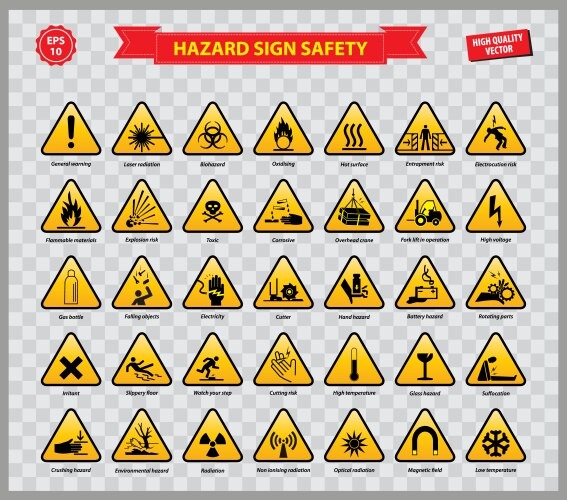 EPS
10
HAZARD SIGN SAFETY
HIGH QUALITY
VECTOR
General warning
Laser radiation
Biohazard
Oxidising
Hot surface
Entrapment risk
Electrocution risk
Flammable materials
Explosion risk
Toxic
Corrosive
Overhead crane
Fork lift in operation
High voltage
Gas bottle
Falling objects
Electricity
Cutter
Hand hazard
Battery hazard
Rotating parts
Irritant
Slippery floor
Watch your step
Cutting risk
High temperature
Glass hazard
Suffocation
Crushing hazard
Environmental hazard
Radiation
Non ionising radiation
Optical radiation
Magnetic field
Low temperature